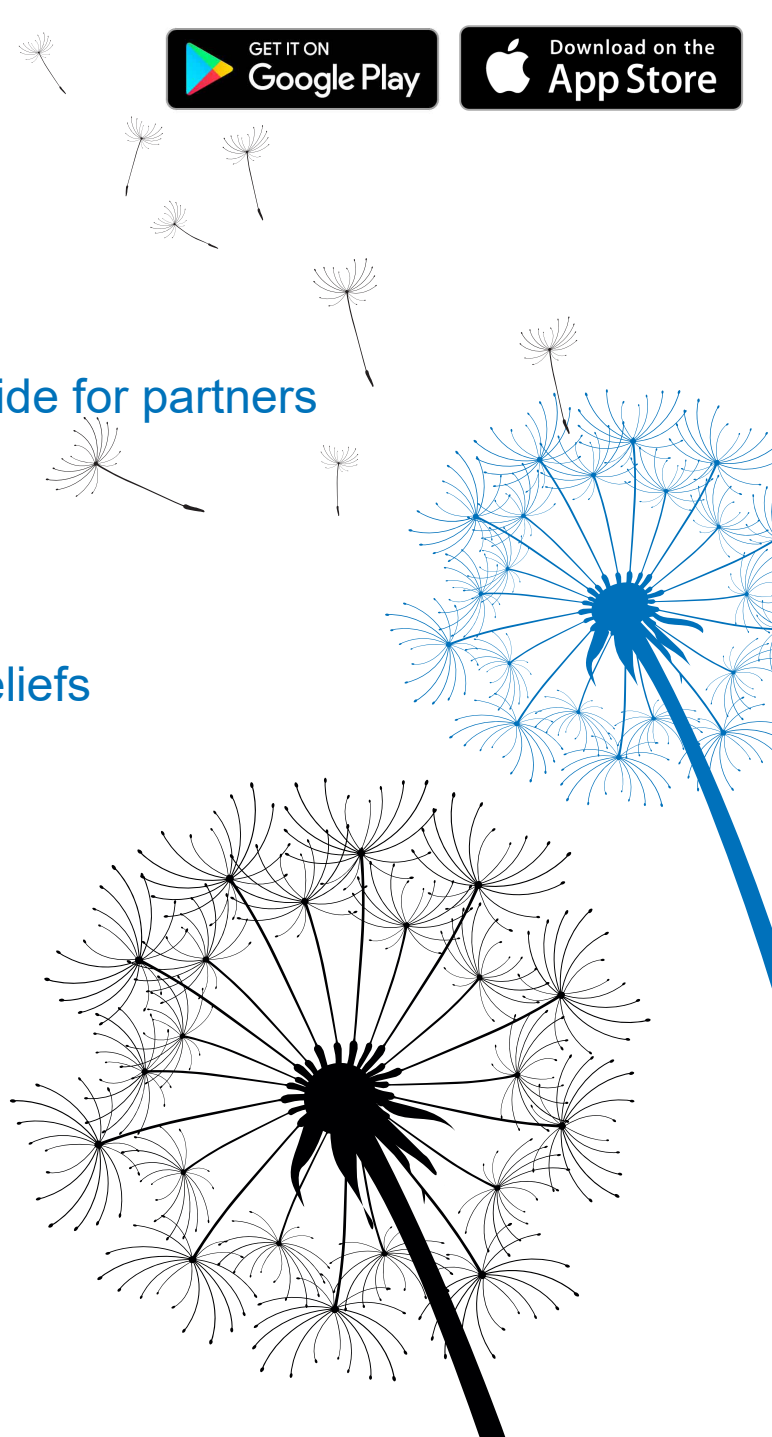 GET IT ON
Google Play
Download on the
App Store
ide for partners
eliefs